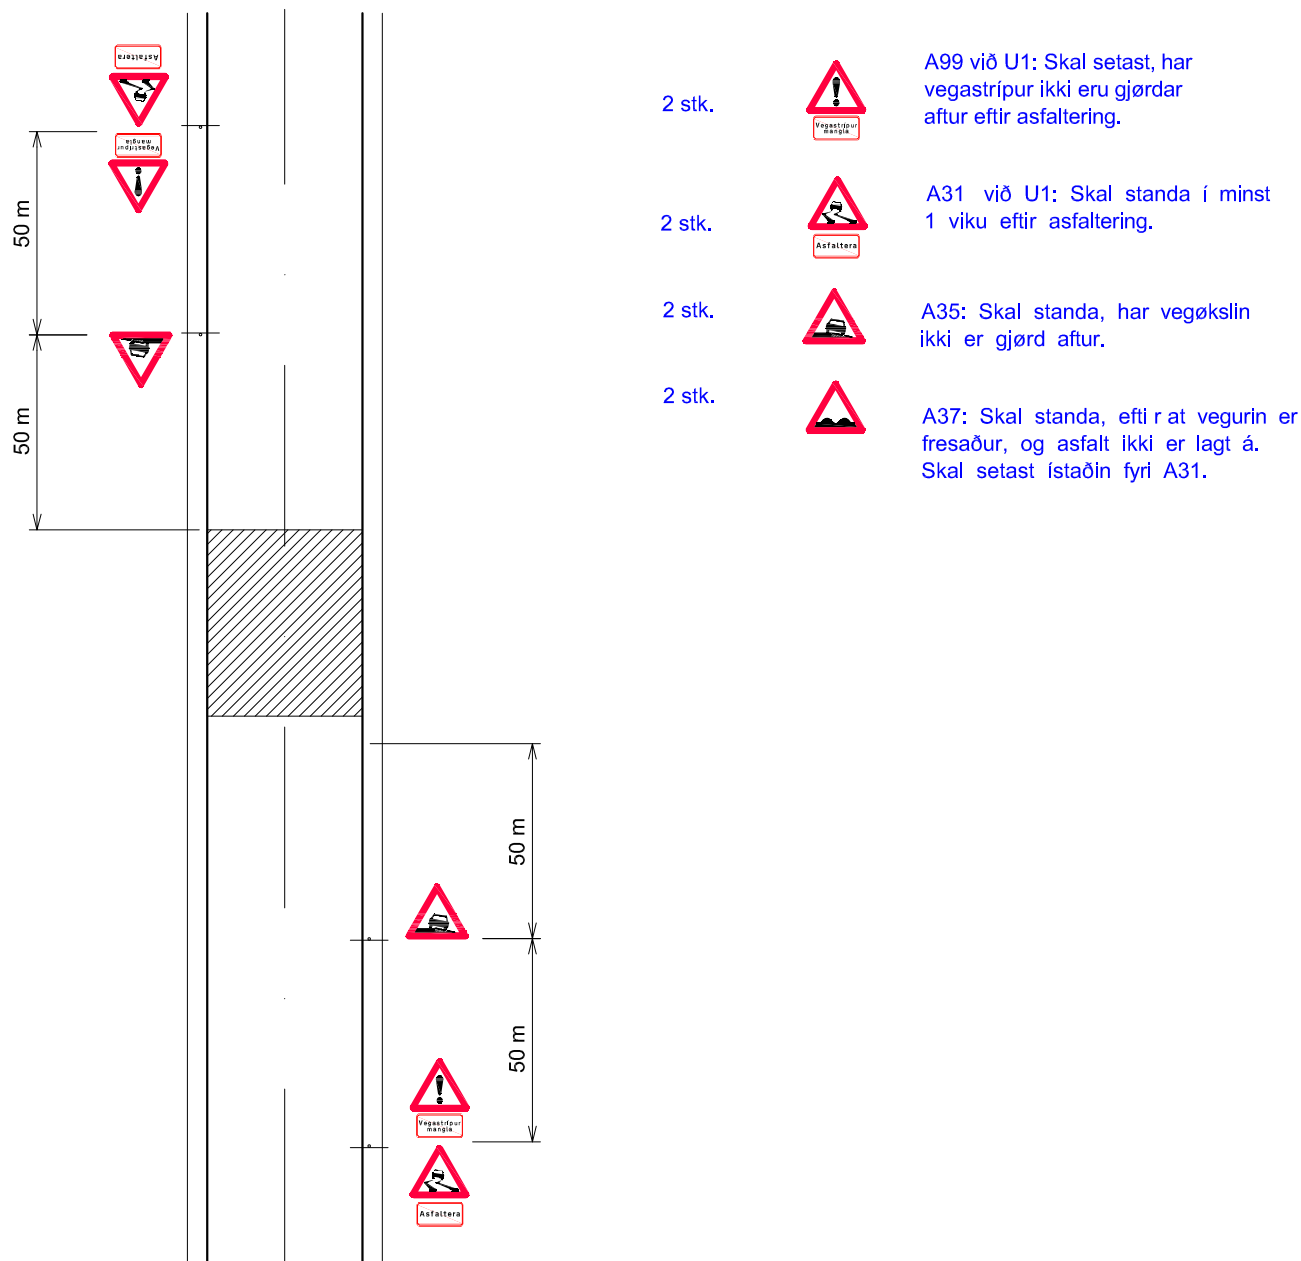 Asfaltera
Vegastrípur
mangla
50 m
50 m
2 stk.
Vegastrípur
mangla
A99 við U1: Skal setast, har
vegastrípur ikki eru gjørdar
aftur eftir asfaltering.
2 stk.
Asfaltera
A31 við U1: Skal standa í minst
1 viku eftir asfaltering.
2 stk.
A35: Skal standa, har vegøkslin
ikki er gjørd aftur.
2 stk.
A37: Skal standa, efti r at vegurin er
fresaður, og asfalt ikki er lagt á.
Skal setast ístaðin fyri A31.
50 m
50 m
Vegastrípur
mangla
Asfaltera